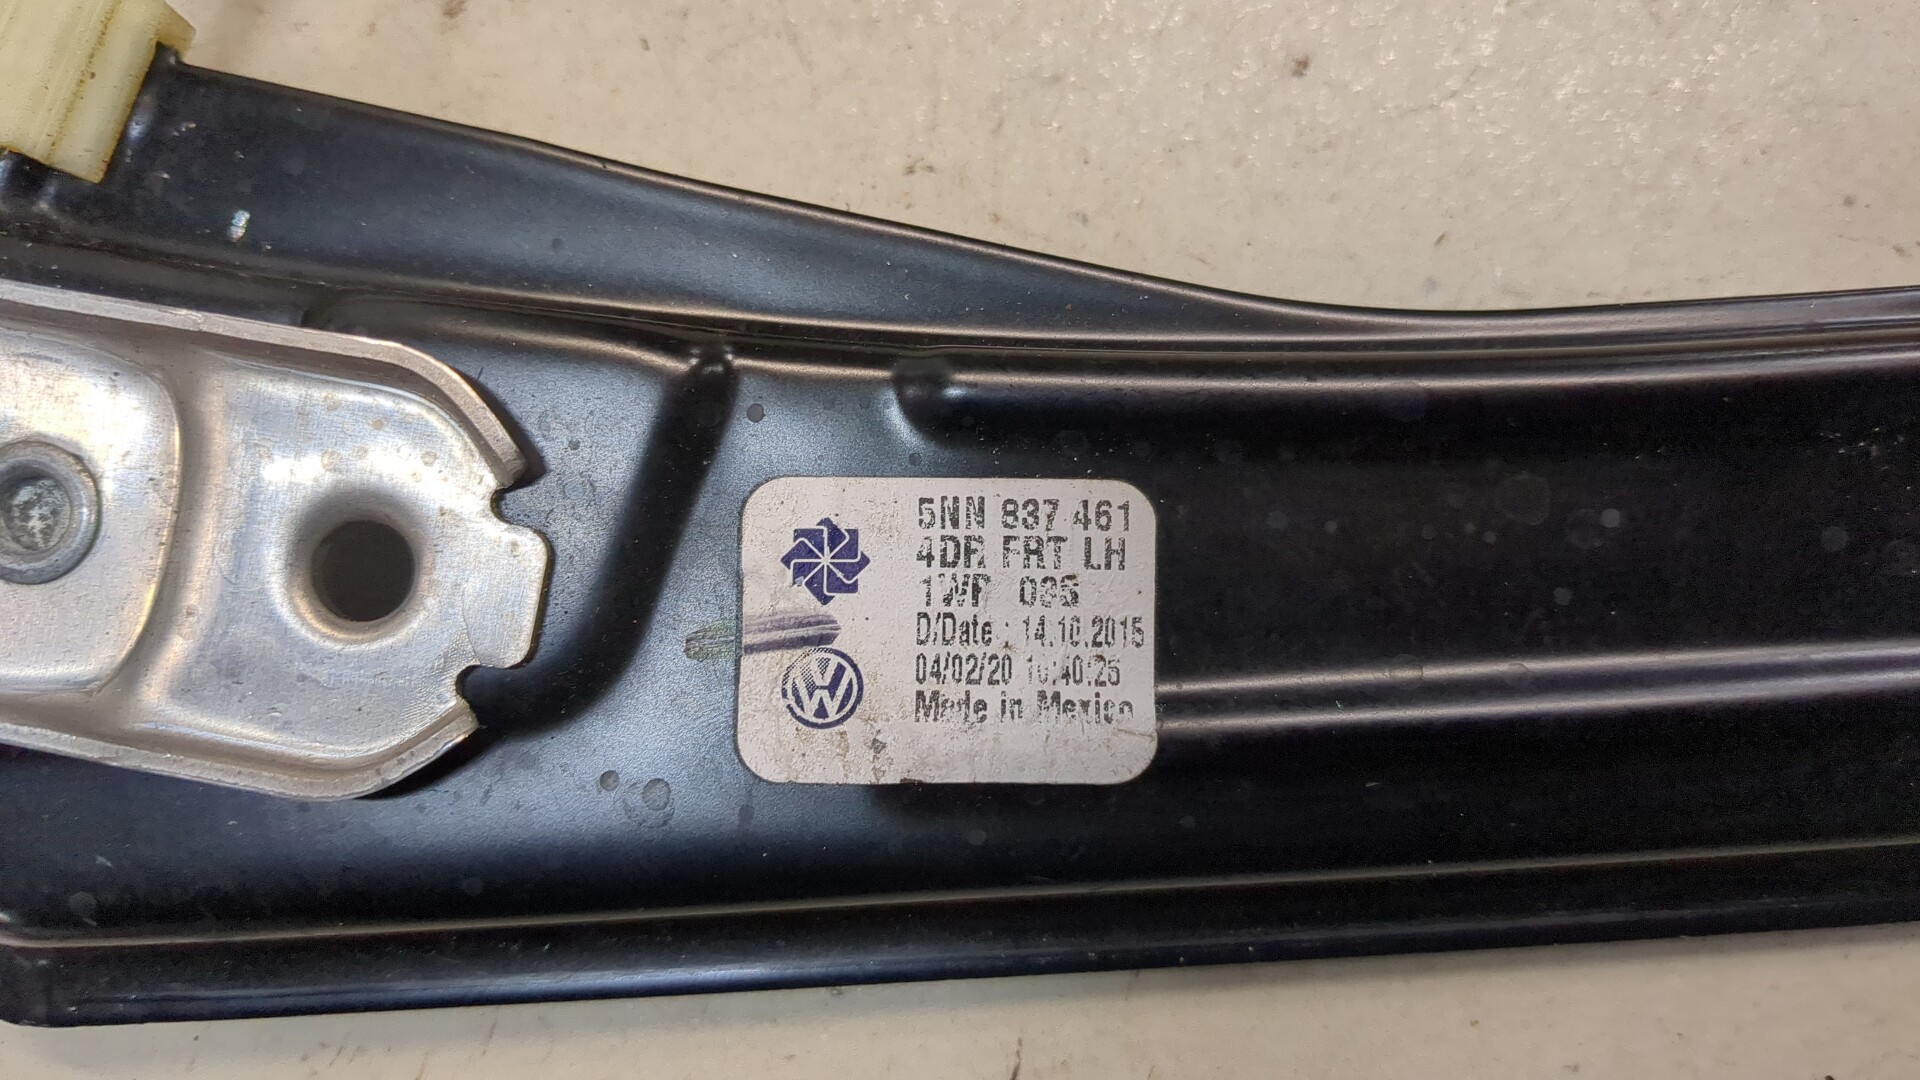 5NN 837 461
4DR FRT LH
1WP 036
D/Date : 14.10.2015
04/02/20 10:40:25
Made in Mexico